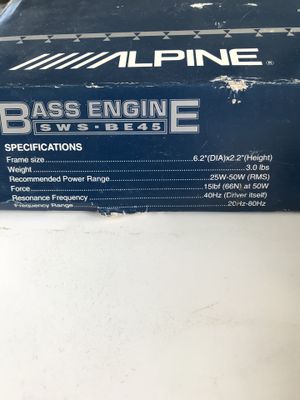 ALPINE®
BASS ENGINE
SWS·BE45
SPECIFICATIONS
Frame size....................................................6.2"(DIA)x2.2"(Height)
Weight....................................................................3.0 lbs
Recommended Power Range..............................25W-50W (RMS)
Force............................................................15lbf (66N) at 50W
Resonance Frequency...............................40Hz (Driver itself)
Frequency Range..................................................20Hz-80Hz